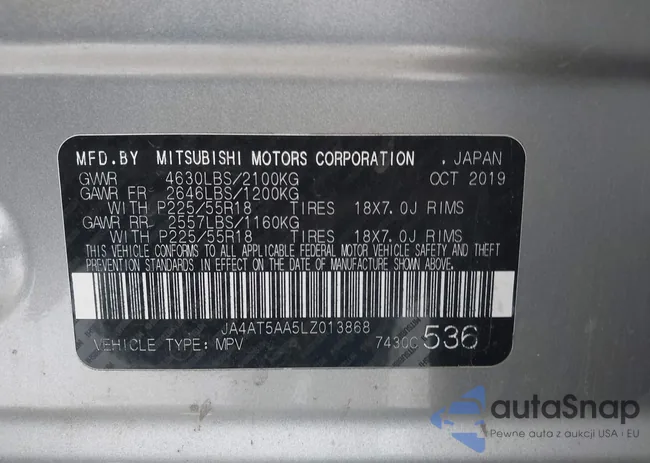 MFD.BY MITSUBISHI MOTORS CORPORATION . JAPAN
GVWR 4630LBS/2100KG OCT 2019
GAWR FR 2646LBS/1200KG
WITH P225/55R18 TIRES 18X7.0J RIMS
GAWR RR 2557LBS/1160KG
WITH P225/55R18 TIRES 18X7.0J RIMS
THIS VEHICLE CONFORMS TO ALL APPLICABLE FEDERAL MOTOR VEHICLE SAFETY AND THEFT
PREVENTION STANDARDS IN EFFECT ON THE DATE OF MANUFACTURE SHOWN ABOVE.
JA4AT5AA5LZ013868
VEHICLE TYPE: MPV 7430C 536
autaSnap
Pewne auta z aukcji USA i EU